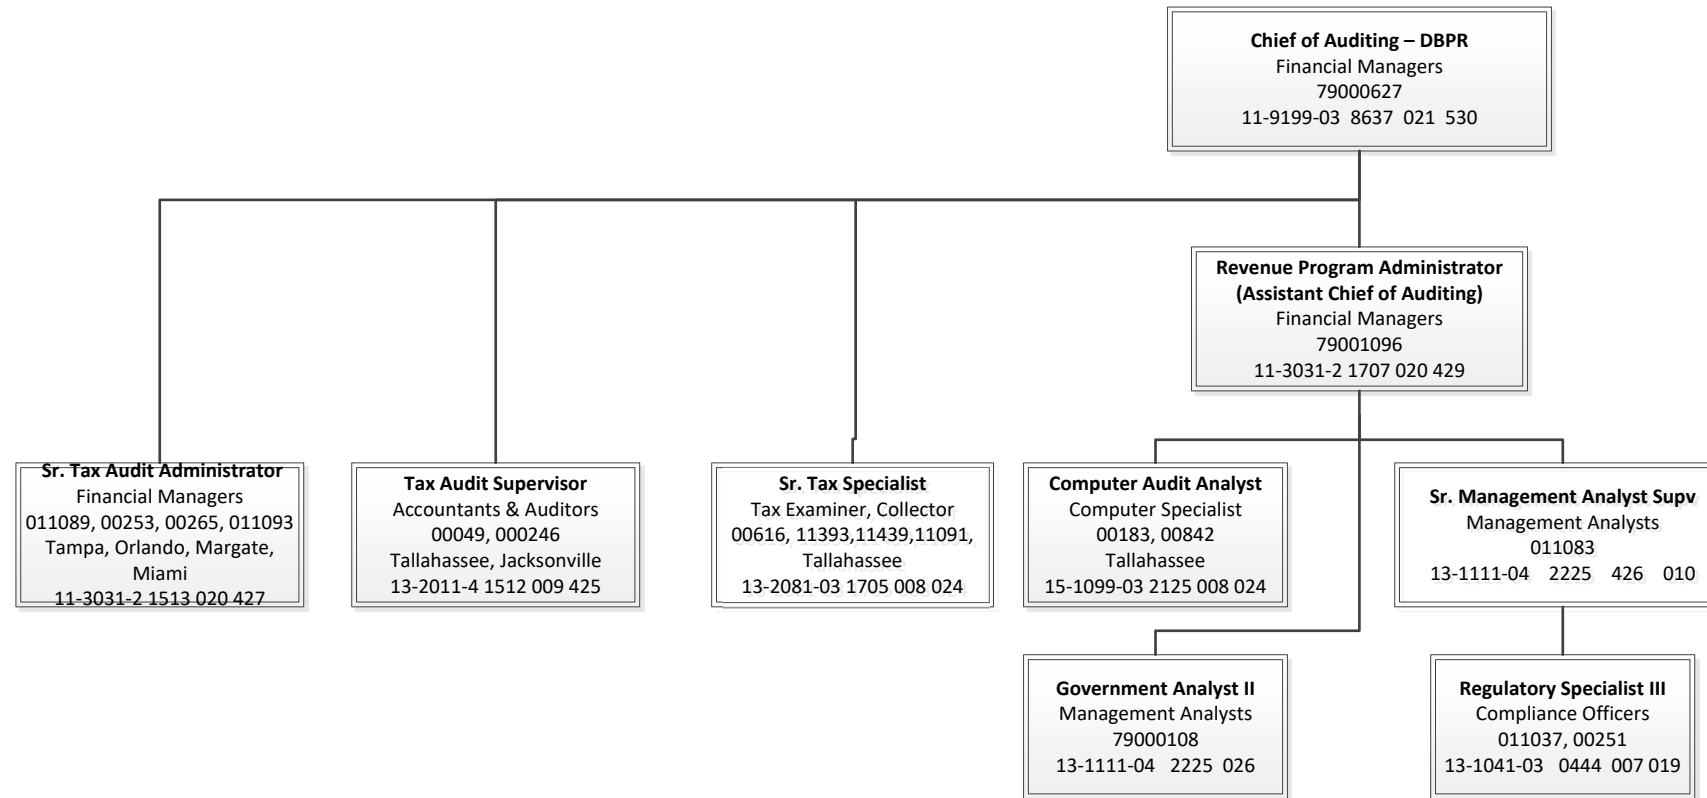 Chief of Auditing – DBPR
Financial Managers
79000627
11-9199-03 8637 021 530
Revenue Program Administrator
(Assistant Chief of Auditing)
Financial Managers
79001096
11-3031-2 1707 020 429
Sr. Tax Audit Administrator
Financial Managers
011089, 00253, 00265, 011093
Tampa, Orlando, Margate,
Miami
11-3031-2 1513 020 427
Tax Audit Supervisor
Accountants & Auditors
00049, 000246
Tallahassee, Jacksonville
13-2011-4 1512 009 425
Sr. Tax Specialist
Tax Examiner, Collector
00616, 11393,11439,11091,
Tallahassee
13-2081-03 1705 008 024
Computer Audit Analyst
Computer Specialist
00183, 00842
Tallahassee
15-1099-03 2125 008 024
Sr. Management Analyst Supv
Management Analysts
011083
13-1111-04 2225 426 010
Government Analyst II
Management Analysts
79000108
13-1111-04 2225 026
Regulatory Specialist III
Compliance Officers
011037, 00251
13-1041-03 0444 007 019